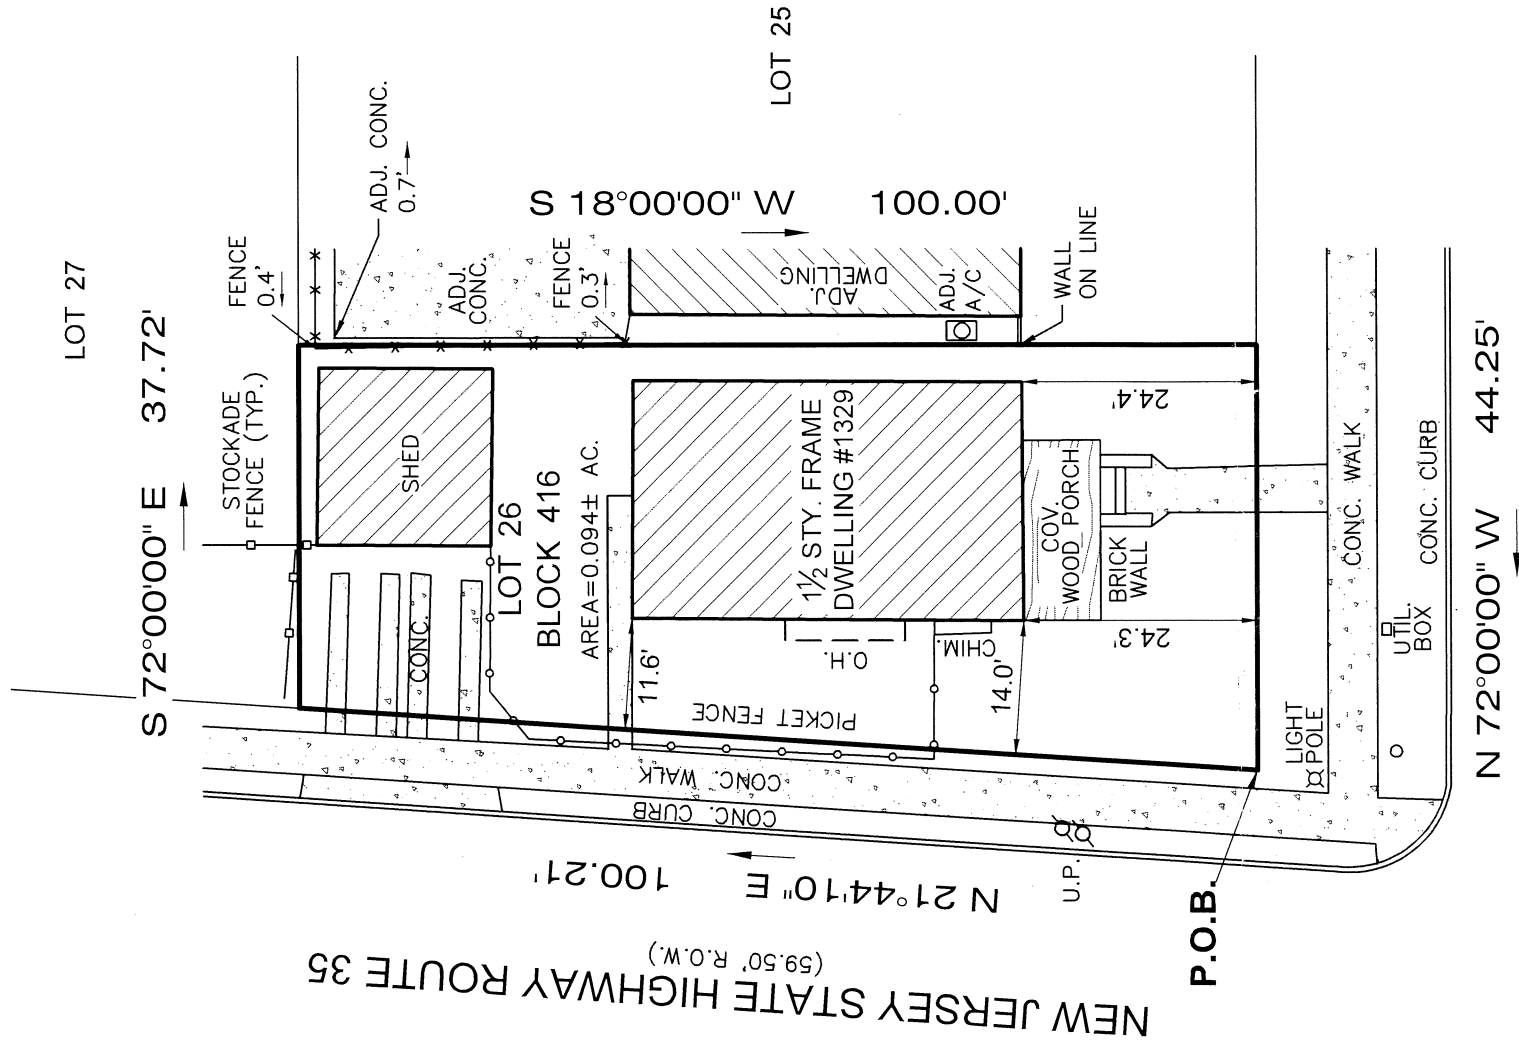 LOT 25
LOT 27
S 72°00'00" E 37.72'
STOCKADE
FENCE (TYP.)
FENCE
0.4'
ADJ. CONC.
0.7'
S 18°00'00" W 100.00'
ADJ.
CONC.
FENCE
0.3'
ADJ.
DWELLING
ADJ.
A/C
WALL
ON LINE
SHED
CONC.
LOT 26
BLOCK 416
AREA=0.094± AC.
1½ STY. FRAME
DWELLING #1329
COV.
WOOD PORCH
BRICK
WALL
24.4'
24.3'
O.H.
CHIM.
11.6'
14.0'
PICKET FENCE
CONC. WALK
CONC. CURB
CONC. WALK
CONC. CURB
UTIL.
BOX
LIGHT
POLE
U.P.
P.O.B.
N 72°00'00" W 44.25'
N 21°44'10" E 100.21'
(59.50' R.O.W.)
NEW JERSEY STATE HIGHWAY ROUTE 35